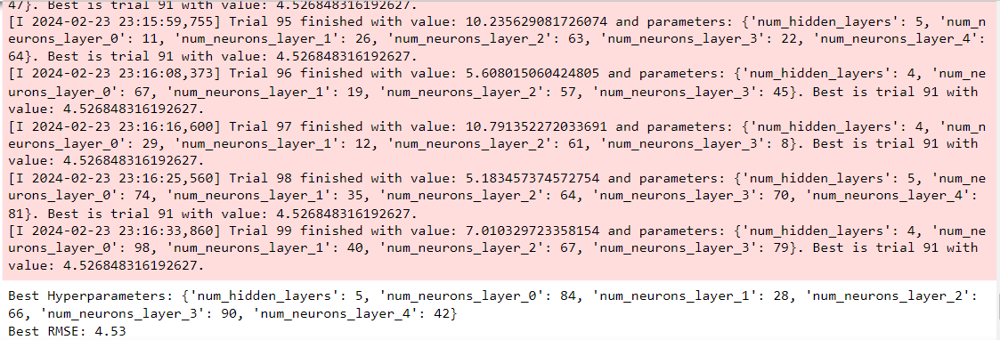 47}. Best is trial 91 with value: 4.526848316192627.
[I 2024-02-23 23:15:59,755] Trial 95 finished with value: 10.235629081726074 and parameters: {'num_hidden_layers': 5, 'num_n
eurons_layer_0': 11, 'num_neurons_layer_1': 26, 'num_neurons_layer_2': 63, 'num_neurons_layer_3': 22, 'num_neurons_layer_4':
64}. Best is trial 91 with value: 4.526848316192627.
[I 2024-02-23 23:16:08,373] Trial 96 finished with value: 5.608015060424805 and parameters: {'num_hidden_layers': 4, 'num_ne
urons_layer_0': 67, 'num_neurons_layer_1': 19, 'num_neurons_layer_2': 57, 'num_neurons_layer_3': 45}. Best is trial 91 with
value: 4.526848316192627.
[I 2024-02-23 23:16:16,600] Trial 97 finished with value: 10.791352272033691 and parameters: {'num_hidden_layers': 4, 'num_n
eurons_layer_0': 29, 'num_neurons_layer_1': 12, 'num_neurons_layer_2': 61, 'num_neurons_layer_3': 8}. Best is trial 91 with
value: 4.526848316192627.
[I 2024-02-23 23:16:25,560] Trial 98 finished with value: 5.183457374572754 and parameters: {'num_hidden_layers': 5, 'num_ne
urons_layer_0': 74, 'num_neurons_layer_1': 35, 'num_neurons_layer_2': 64, 'num_neurons_layer_3': 70, 'num_neurons_layer_4':
81}. Best is trial 91 with value: 4.526848316192627.
[I 2024-02-23 23:16:33,860] Trial 99 finished with value: 7.010329723358154 and parameters: {'num_hidden_layers': 4, 'num_ne
urons_layer_0': 98, 'num_neurons_layer_1': 40, 'num_neurons_layer_2': 67, 'num_neurons_layer_3': 79}. Best is trial 91 with
value: 4.526848316192627.
Best Hyperparameters: {'num_hidden_layers': 5, 'num_neurons_layer_0': 84, 'num_neurons_layer_1': 28, 'num_neurons_layer_2':
66, 'num_neurons_layer_3': 90, 'num_neurons_layer_4': 42}
Best RMSE: 4.53